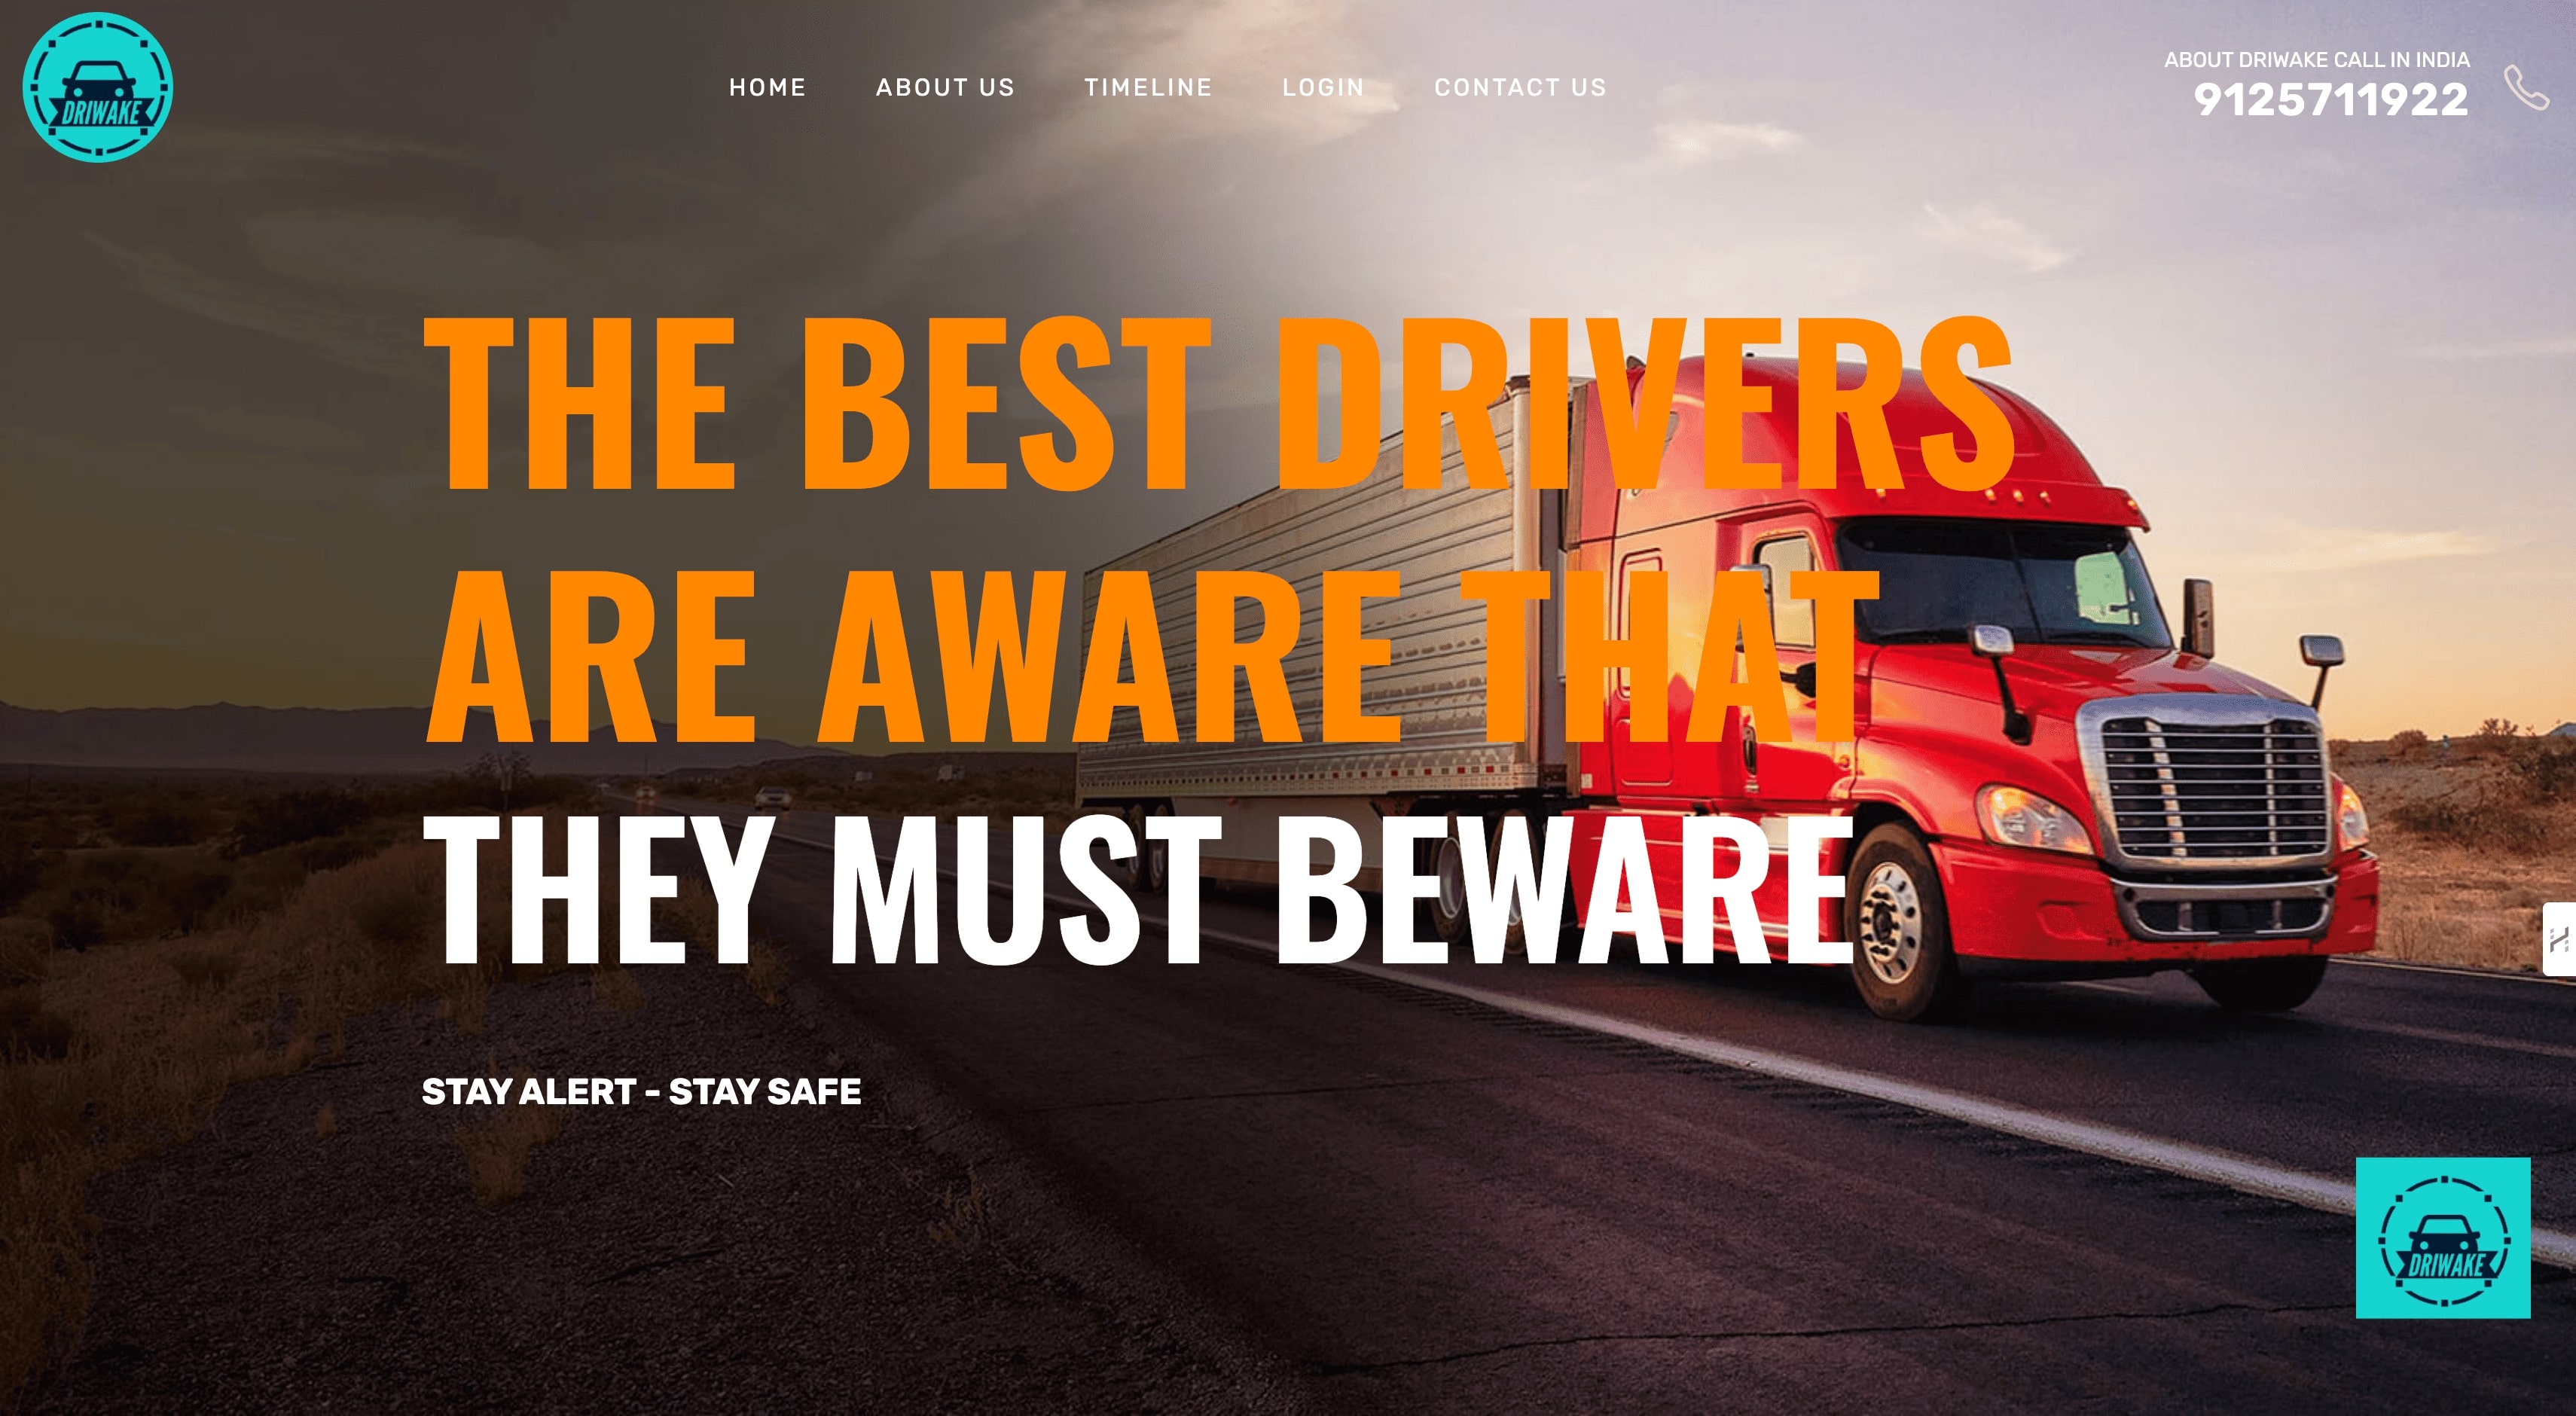 DRIWAKE
HOME ABOUT US TIMELINE LOGIN CONTACT US
ABOUT DRIWAKE CALL IN INDIA
9125711922
THE BEST DRIVERS
ARE AWARE THAT
THEY MUST BEWARE
STAY ALERT - STAY SAFE
DRIWAKE